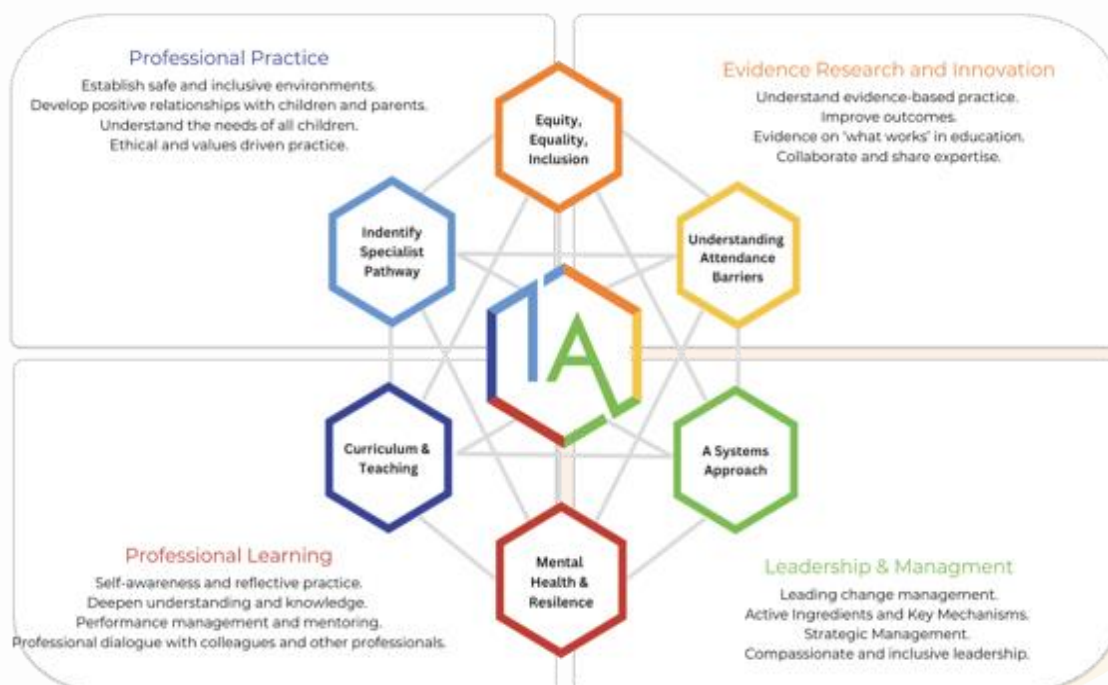 Professional Practice
Establish safe and inclusive environments.
Develop positive relationships with children and parents.
Understand the needs of all children.
Ethical and values driven practice.
Evidence Research and Innovation
Understand evidence-based practice.
Improve outcomes.
Evidence on 'what works' in education.
Collaborate and share expertise.
Equity,
Equality,
Inclusion
Indentify
Specialist
Pathway
Understanding
Attendance
Barriers
IA
Curriculum &
Teaching
A Systems
Approach
Mental
Health &
Resilence
Professional Learning
Self-awareness and reflective practice.
Deepen understanding and knowledge.
Performance management and mentoring.
Professional dialogue with colleagues and other professionals.
Leadership & Managment
Leading change management.
Active Ingredients and Key Mechanisms.
Strategic Management.
Compassionate and inclusive leadership.